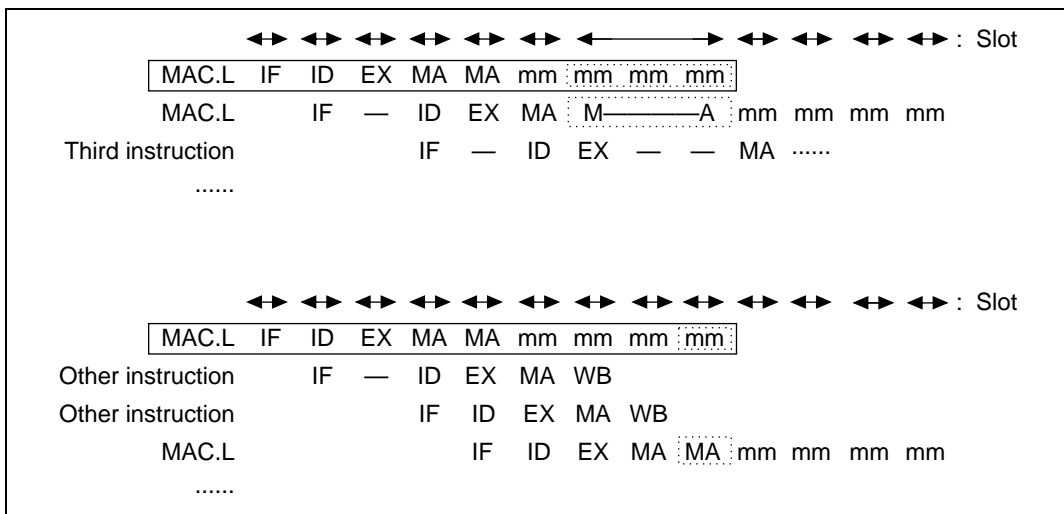 : Slot
MAC.L IF ID EX MA MA mm mm mm mm
MAC.L IF — ID EX MA M————A mm mm mm mm
Third instruction IF — ID EX — — MA ......
......
: Slot
MAC.L IF ID EX MA MA mm mm mm mm
Other instruction IF — ID EX MA WB
Other instruction IF ID EX MA WB
MAC.L IF ID EX MA MA mm mm mm mm
......